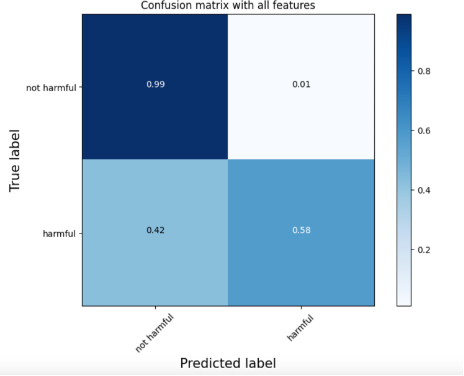 Confusion matrix with all features
True label
not harmful
harmful
0.99
0.01
0.42
0.58
not harmful
harmful
Predicted label
0.8
0.6
0.4
0.2